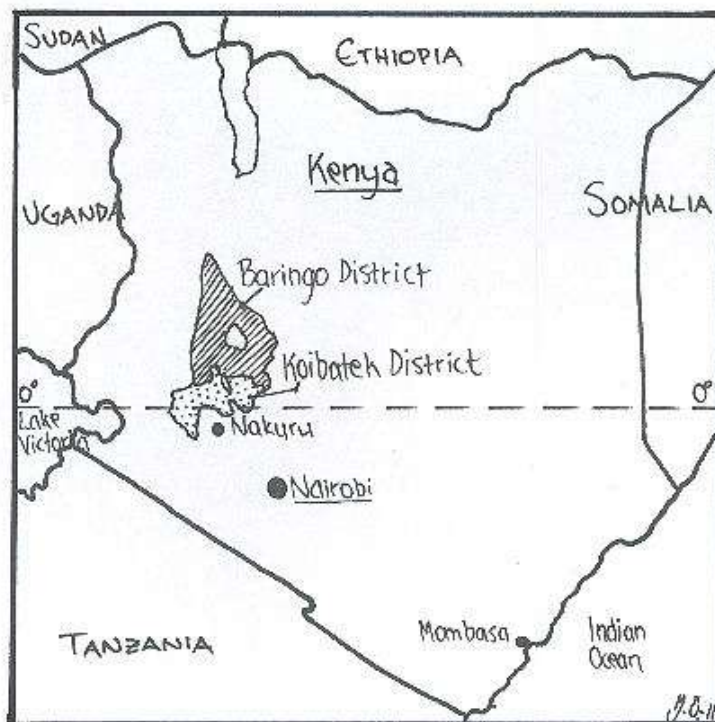 SUDAN
ETHIOPIA
Kenya
UGANDA
SOMALIA
Baringo District
Koibatek District
0°
0°
Lake
Victoria
Nakuru
Nairobi
Mombasa
Indian
Ocean
TANZANIA